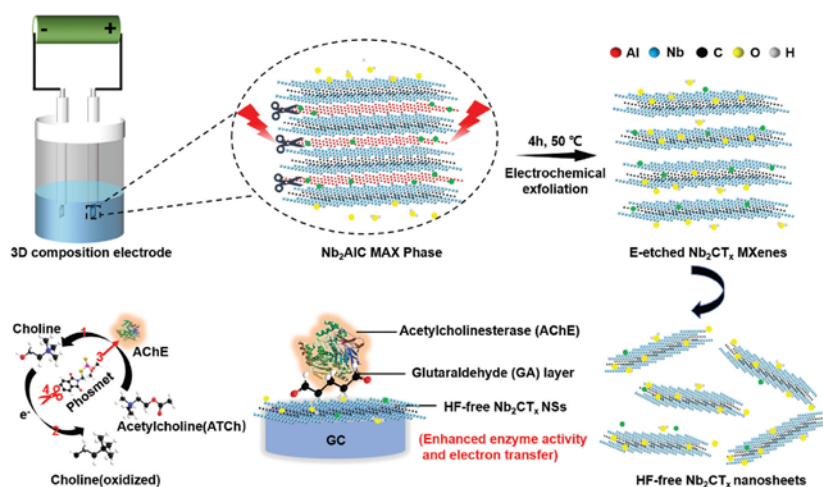 - +
Al Nb C O H
4h, 50 ℃
Electrochemical
exfoliation
3D composition electrode
Nb₂AlC MAX Phase
E-etched Nb₂CTₓ MXenes
Choline
1
AChE
3
Phosmet
4
e⁻
Acetylcholine(ATCh)
2
Choline(oxidized)
Acetylcholinesterase (AChE)
Glutaraldehyde (GA) layer
HF-free Nb₂CTₓ NSs
GC
(Enhanced enzyme activity
and electron transfer)
HF-free Nb₂CTₓ nanosheets